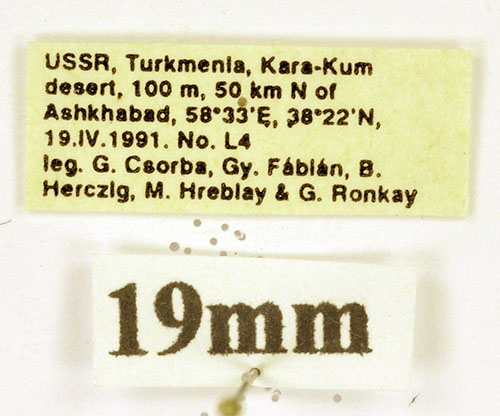 USSR, Turkmenia, Kara-Kum
desert, 100 m, 50 km N of
Ashkhabad, 58°33'E, 38°22'N,
19.IV.1991. No. L4
leg. G. Csorba, Gy. Fábián, B.
Herczig, M. Hreblay & G. Ronkay
19mm